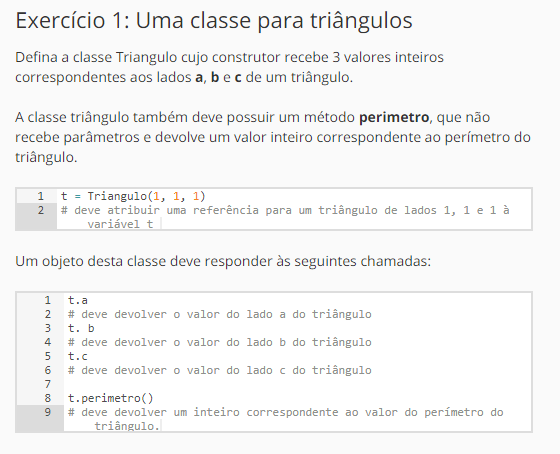 Exercício 1: Uma classe para triângulos
Defina a classe Triangulo cujo construtor recebe 3 valores inteiros
correspondentes aos lados a, b e c de um triângulo.
A classe triângulo também deve possuir um método perimetro, que não
recebe parâmetros e devolve um valor inteiro correspondente ao perímetro do
triângulo.
1 t = Triangulo(1, 1, 1)
2 # deve atribuir uma referência para um triângulo de lados 1, 1 e 1 à
variável t
Um objeto desta classe deve responder às seguintes chamadas:
1 t.a
2 # deve devolver o valor do lado a do triângulo
3 t. b
4 # deve devolver o valor do lado b do triângulo
5 t.c
6 # deve devolver o valor do lado c do triângulo
7
8 t.perimetro()
9 # deve devolver um inteiro correspondente ao valor do perímetro do
triângulo.